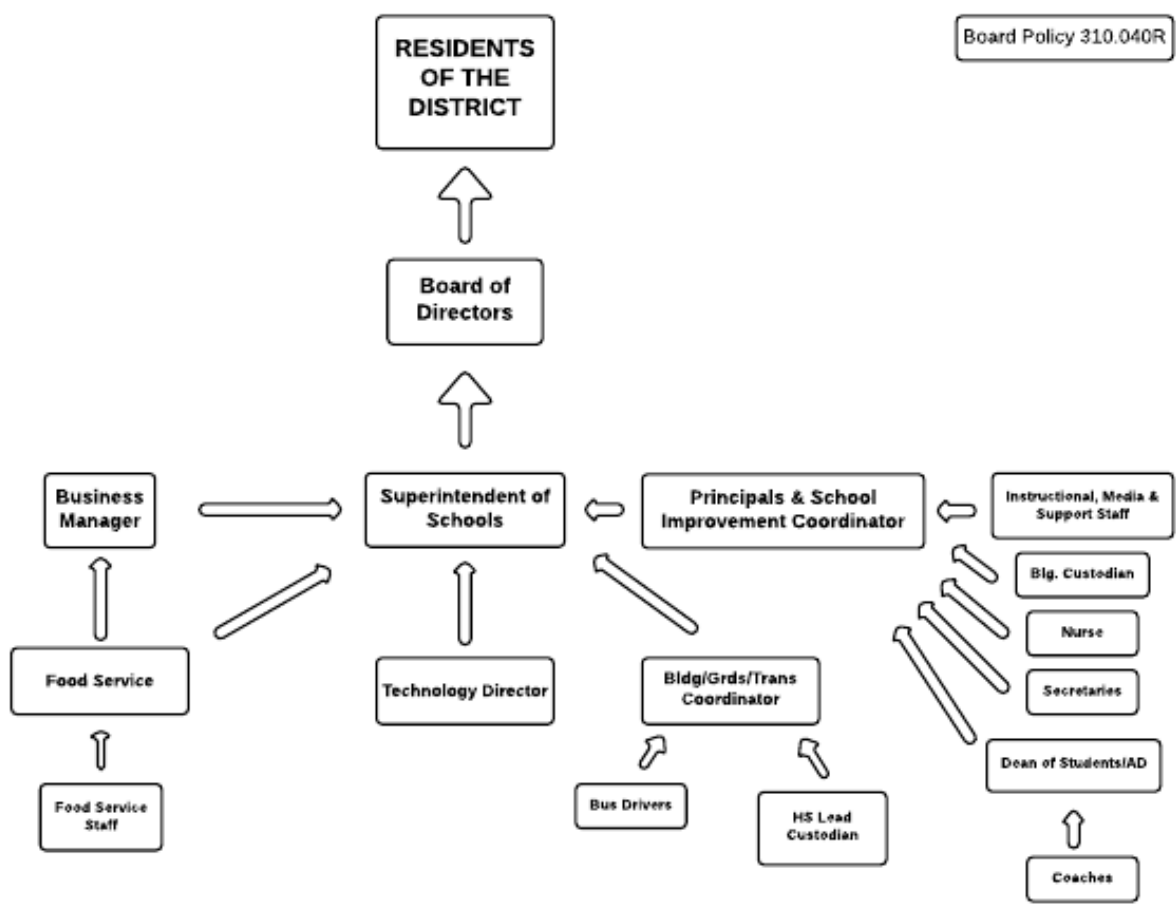 Board Policy 310.040R
RESIDENTS
OF THE
DISTRICT
Board of
Directors
Business
Manager
Superintendent of
Schools
Principals & School
Improvement Coordinator
Instructional, Media &
Support Staff
Blg. Custodian
Nurse
Secretaries
Food Service
Technology Director
Bldg/Grds/Trans
Coordinator
Dean of Students/AD
Food Service
Staff
Bus Drivers
HS Lead
Custodian
Coaches